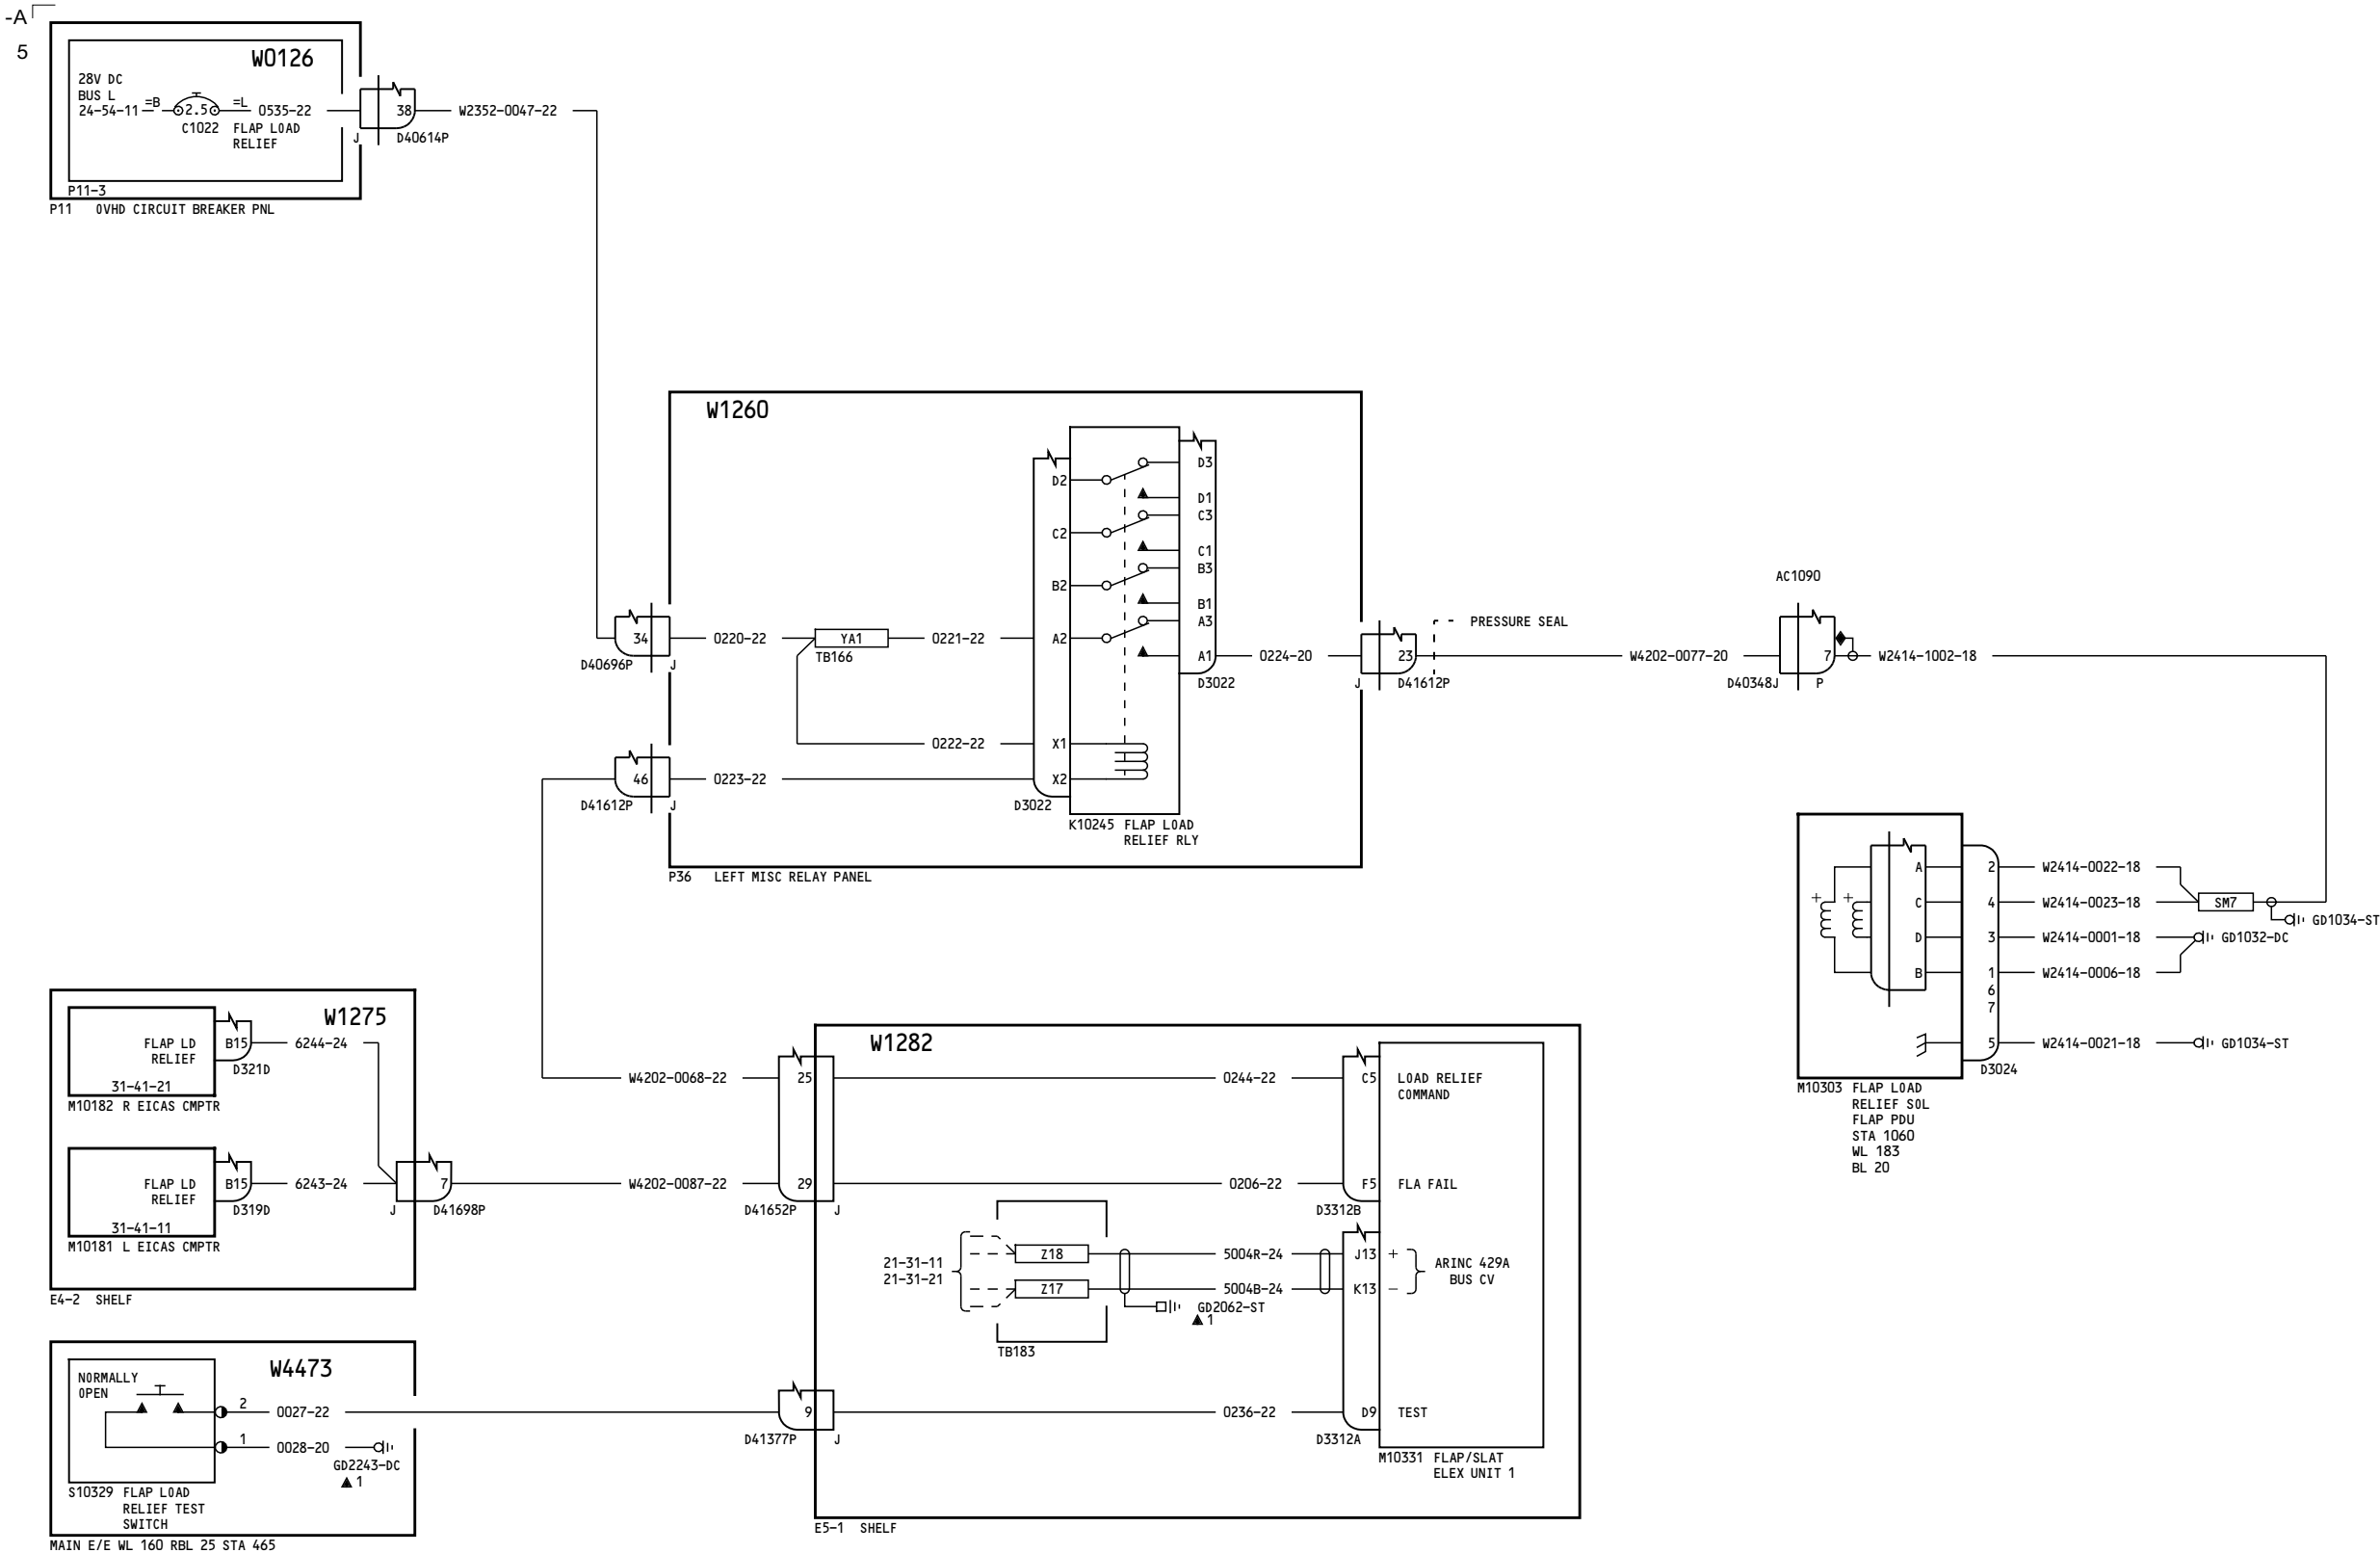 -A
5
W0126
28V DC
BUS L
24-54-11
=B
2.5
=L
0535-22
C1022
FLAP LOAD
RELIEF
J
38
D40614P
W2352-0047-22
P11-3
P11 OVHD CIRCUIT BREAKER PNL
W1260
D2
C2
B2
A2
X1
X2
D3022
D3
D1
C3
C1
B3
B1
A3
A1
D3022
K10245 FLAP LOAD
RELIEF RLY
34
D40696P
J
0220-22
YA1
TB166
0221-22
0222-22
46
D41612P
J
0223-22
0224-20
J
23
D41612P
PRESSURE SEAL
P36 LEFT MISC RELAY PANEL
W4202-0077-20
AC1090
7
D40348J
P
W2414-1002-18
+
+
A
C
D
B
2
4
3
1
6
7
5
D3024
W2414-0022-18
W2414-0023-18
W2414-0001-18
W2414-0006-18
W2414-0021-18
SM7
GD1034-ST
GD1032-DC
GD1034-ST
M10303 FLAP LOAD
RELIEF SOL
FLAP PDU
STA 1060
WL 183
BL 20
W1275
FLAP LD
RELIEF
31-41-21
B15
D321D
6244-24
M10182 R EICAS CMPTR
FLAP LD
RELIEF
31-41-11
B15
D319D
6243-24
M10181 L EICAS CMPTR
J
7
D41698P
E4-2 SHELF
W4202-0068-22
W4202-0087-22
W1282
25
29
D41652P
J
0244-22
C5
LOAD RELIEF
COMMAND
0206-22
F5
FLA FAIL
D3312B
21-31-11
21-31-21
Z18
Z17
TB183
5004R-24
5004B-24
GD2062-ST
1
J13
+
K13
–
ARINC 429A
BUS CV
9
D41377P
J
0236-22
D9
TEST
D3312A
M10331 FLAP/SLAT
ELEX UNIT 1
E5-1 SHELF
W4473
NORMALLY
OPEN
2
0027-22
1
0028-20
GD2243-DC
1
S10329 FLAP LOAD
RELIEF TEST
SWITCH
MAIN E/E WL 160 RBL 25 STA 465